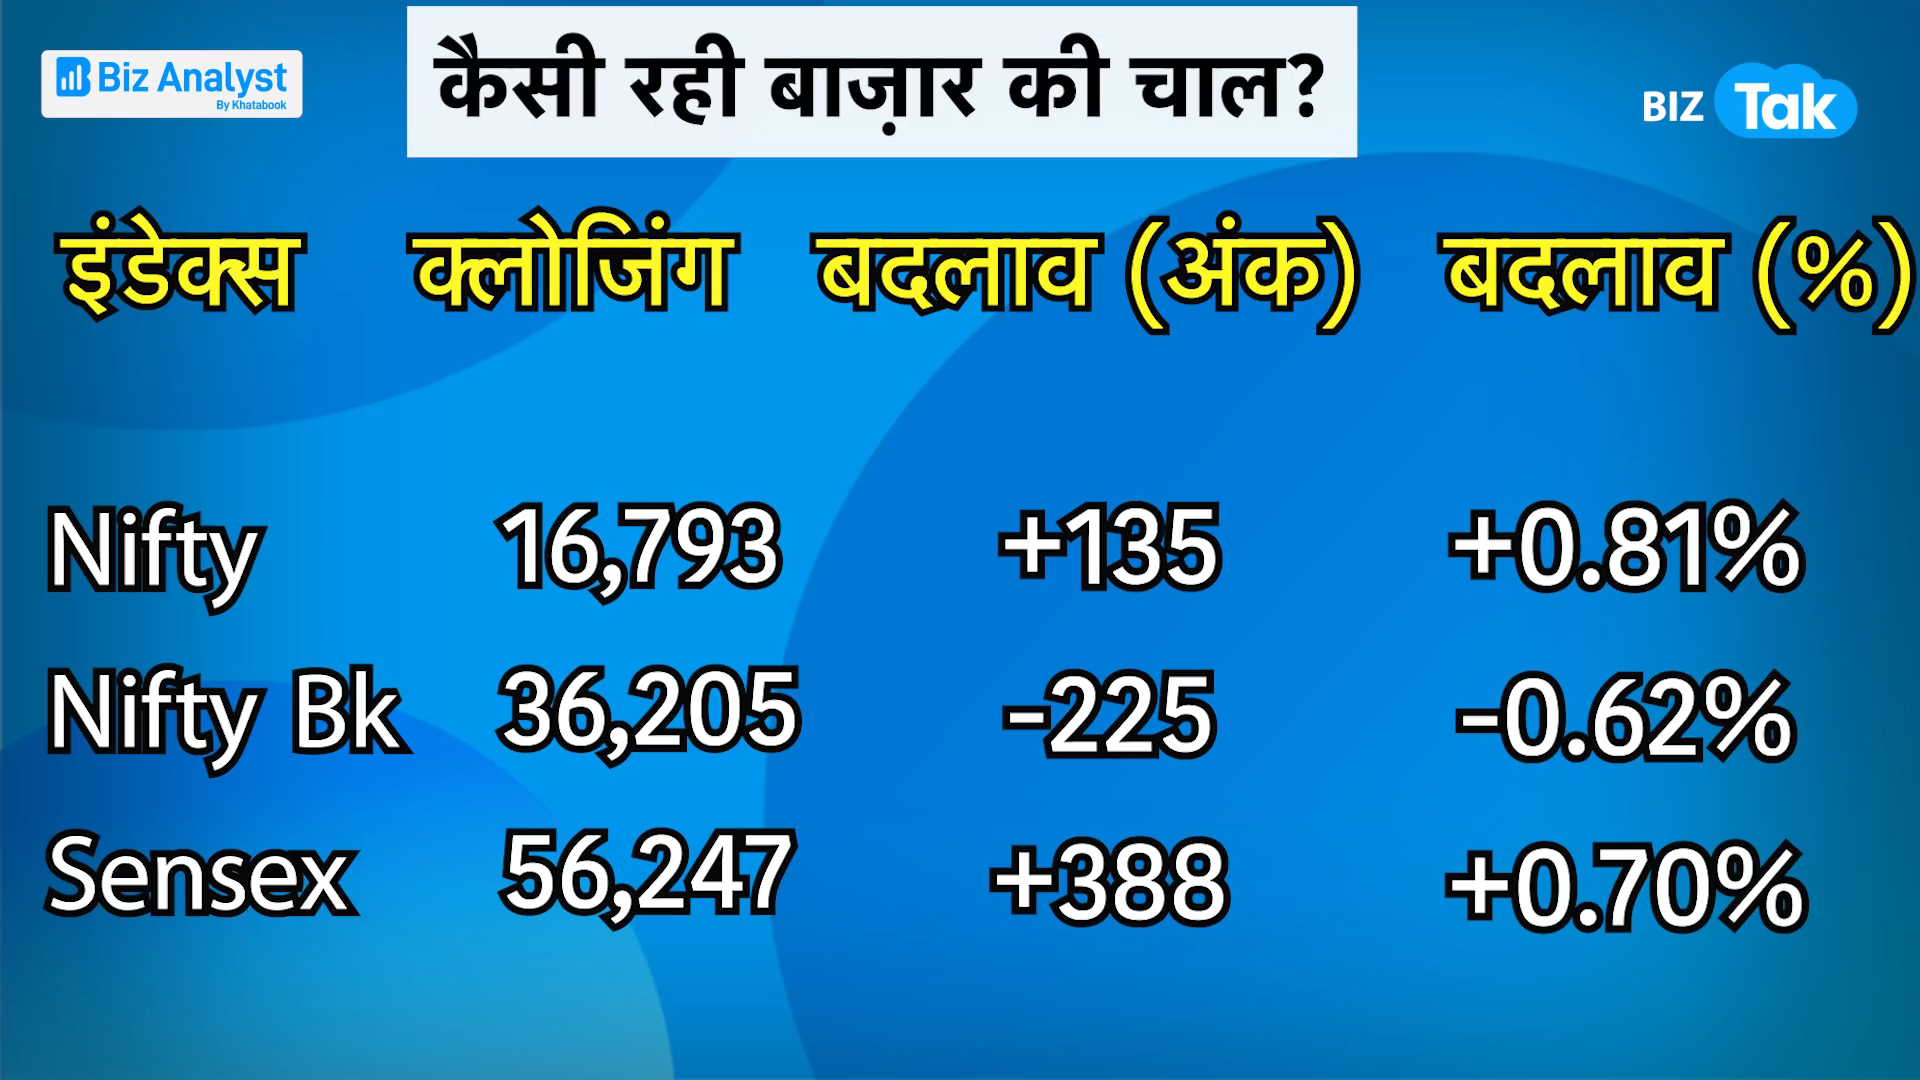 Biz Analyst
By Khatabook
कैसी रही बाज़ार की चाल?
BIZ Tak
इंडेक्स क्लोजिंग बदलाव (अंक) बदलाव (%)
Nifty 16,793 +135 +0.81%
Nifty Bk 36,205 -225 -0.62%
Sensex 56,247 +388 +0.70%